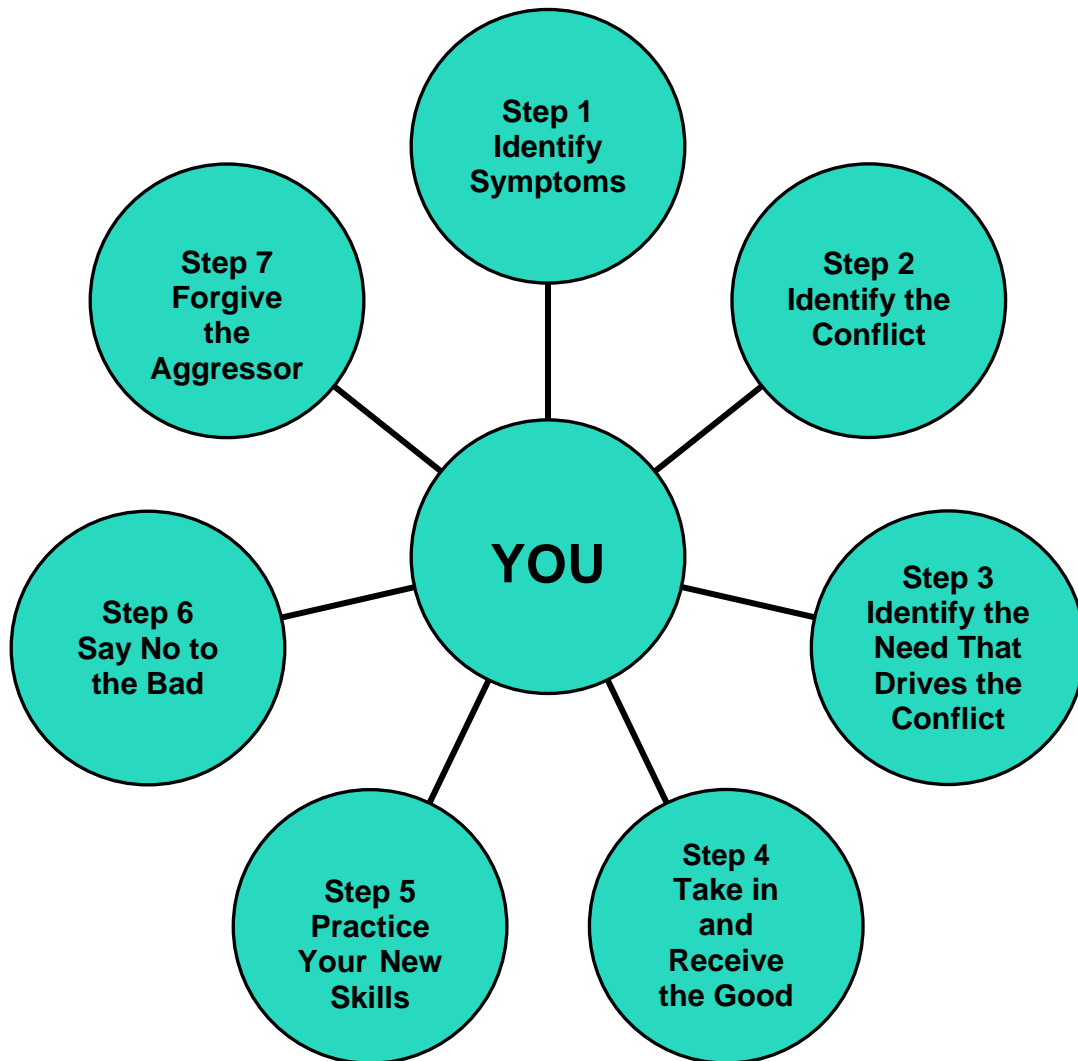 Step 1
Identify
Symptoms
Step 2
Identify the
Conflict
Step 3
Identify the
Need That
Drives the
Conflict
Step 4
Take in
and
Receive
the Good
Step 5
Practice
Your New
Skills
Step 6
Say No to
the Bad
Step 7
Forgive
the
Aggressor
YOU